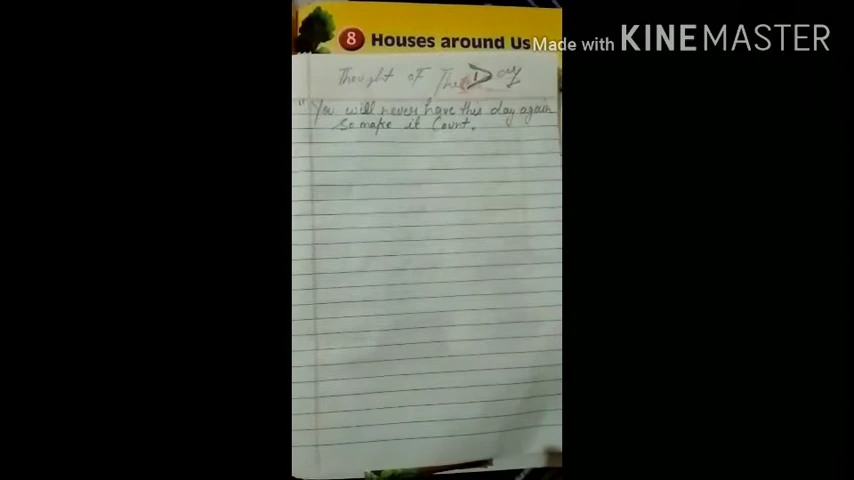 8 Houses around Us
Made with KINEMASTER
Thought of The Day
" You will never have this day again
So make it Count.